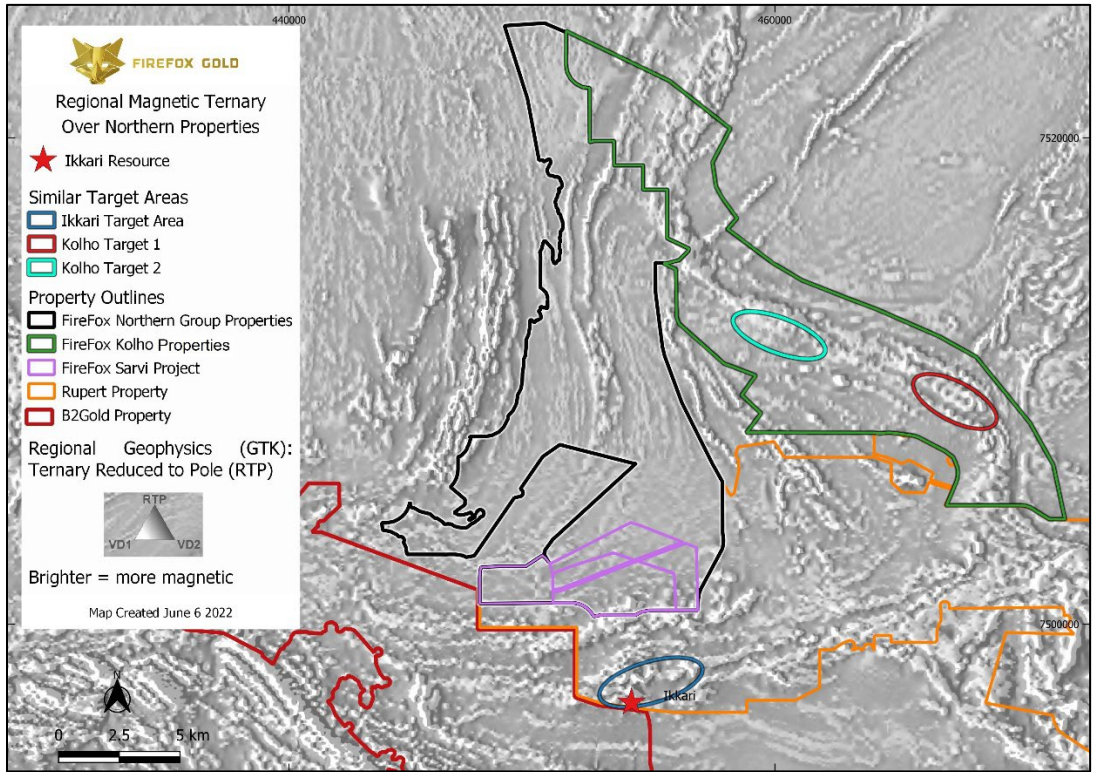 440000
460000
FIREFOX GOLD
Regional Magnetic Ternary
Over Northern Properties
Ikkari Resource
Similar Target Areas
Ikkari Target Area
Kolho Target 1
Kolho Target 2
Property Outlines
FireFox Northern Group Properties
FireFox Kolho Properties
FireFox Sarvi Project
Rupert Property
B2Gold Property
Regional Geophysics (GTK):
Ternary Reduced to Pole (RTP)
RTP
VD1 VD2
Brighter = more magnetic
Map Created June 6 2022
7520000
7500000
Ikkari
N
0 2.5 5 km